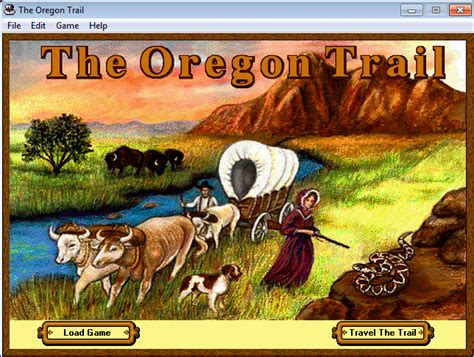 The Oregon Trail
File Edit Game Help
The Oregon Trail
Load Game
Travel The Trail